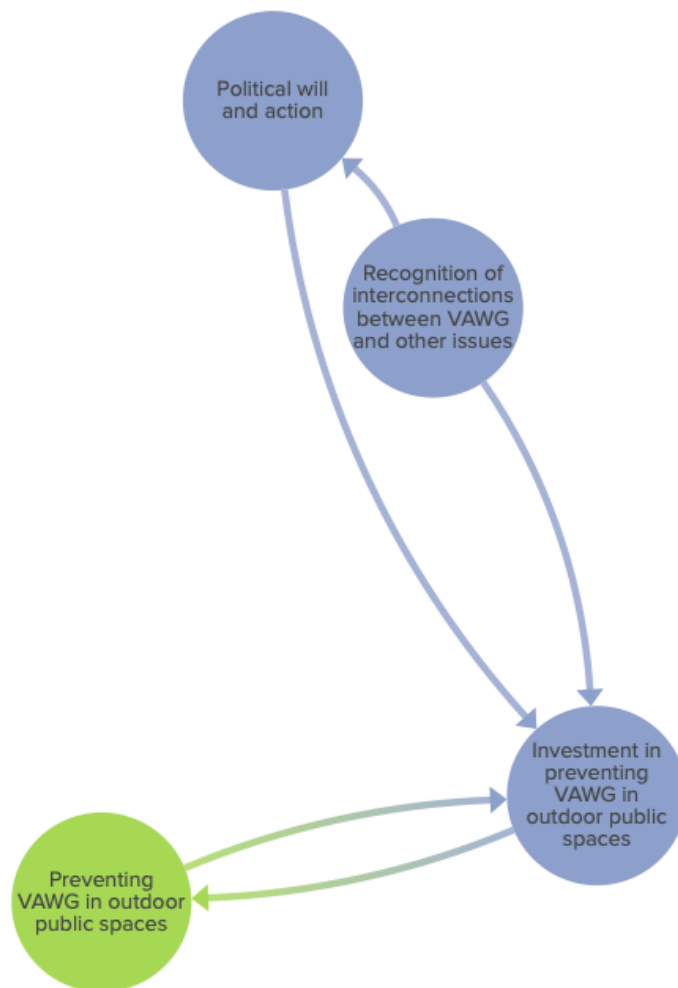 Political will
and action
Recognition of
interconnections
between VAWG
and other issues
Investment in
preventing
VAWG in
outdoor public
spaces
Preventing
VAWG in outdoor
public spaces